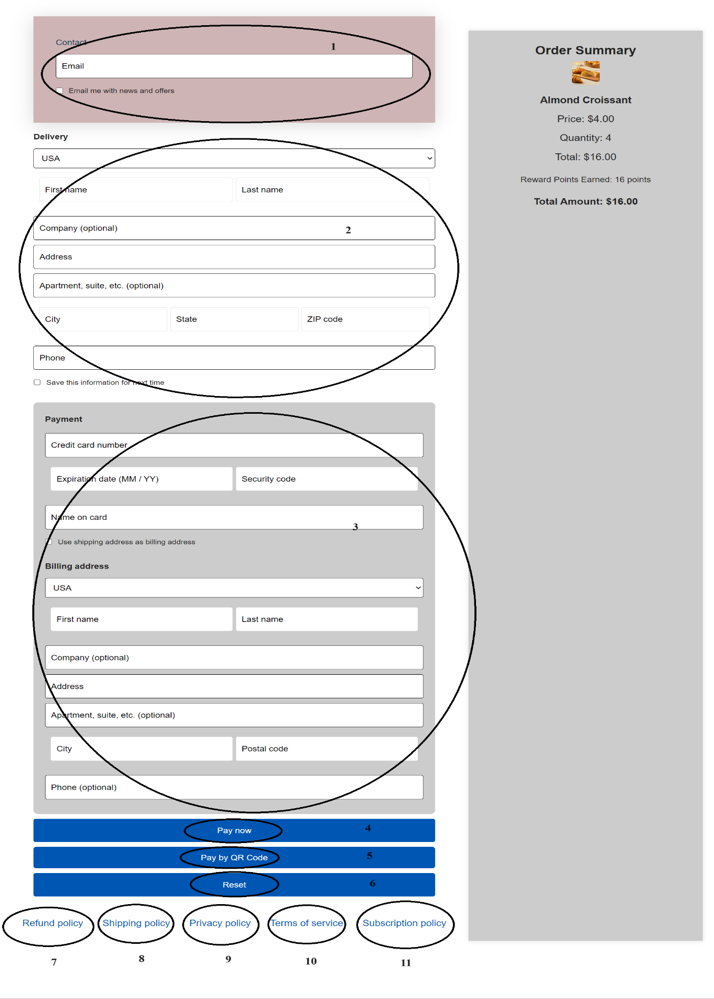 Contact
1
Email
Email me with news and offers
Delivery
USA
First name Last name
Company (optional)
2
Address
Apartment, suite, etc. (optional)
City State ZIP code
Phone
Save this information for next time
Payment
Credit card number
Expiration date (MM / YY) Security code
Name on card
3
Use shipping address as billing address
Billing address
USA
First name Last name
Company (optional)
Address
Apartment, suite, etc. (optional)
City Postal code
Phone (optional)
Pay now 4
Pay by QR Code 5
Reset 6
Refund policy Shipping policy Privacy policy Terms of service Subscription policy
7 8 9 10 11
Order Summary
Almond Croissant
Price: $4.00
Quantity: 4
Total: $16.00
Reward Points Earned: 16 points
Total Amount: $16.00